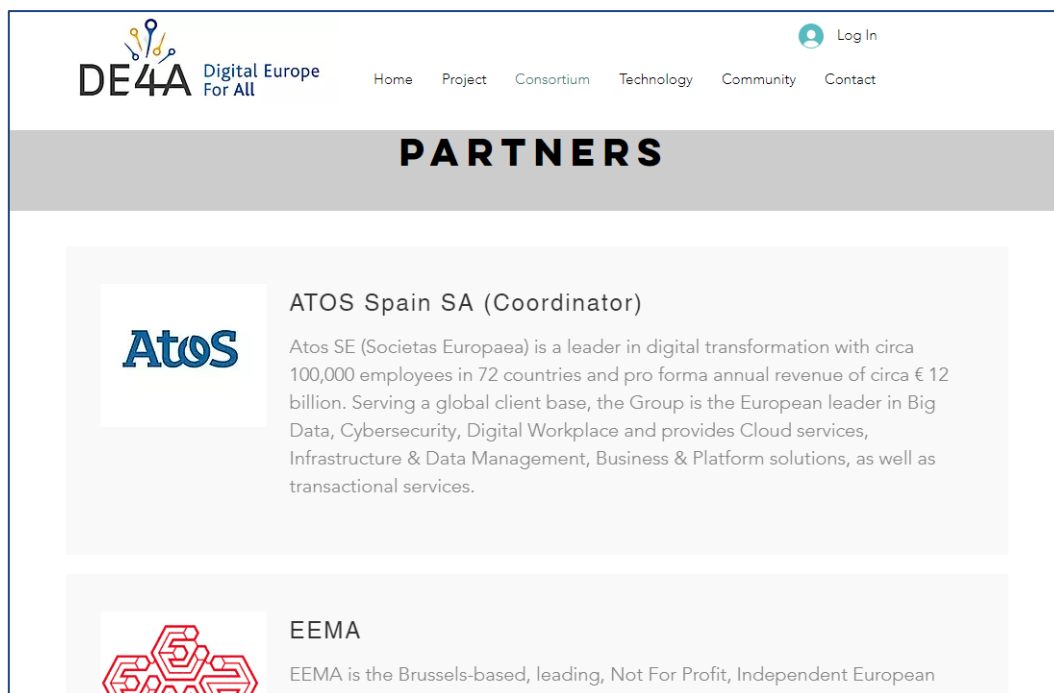 Log In
DE4A Digital Europe
For All
Home Project Consortium Technology Community Contact
PARTNERS
AtoS
ATOS Spain SA (Coordinator)
Atos SE (Societas Europaea) is a leader in digital transformation with circa
100,000 employees in 72 countries and pro forma annual revenue of circa € 12
billion. Serving a global client base, the Group is the European leader in Big
Data, Cybersecurity, Digital Workplace and provides Cloud services,
Infrastructure & Data Management, Business & Platform solutions, as well as
transactional services.
EEMA
EEMA is the Brussels-based, leading, Not For Profit, Independent European